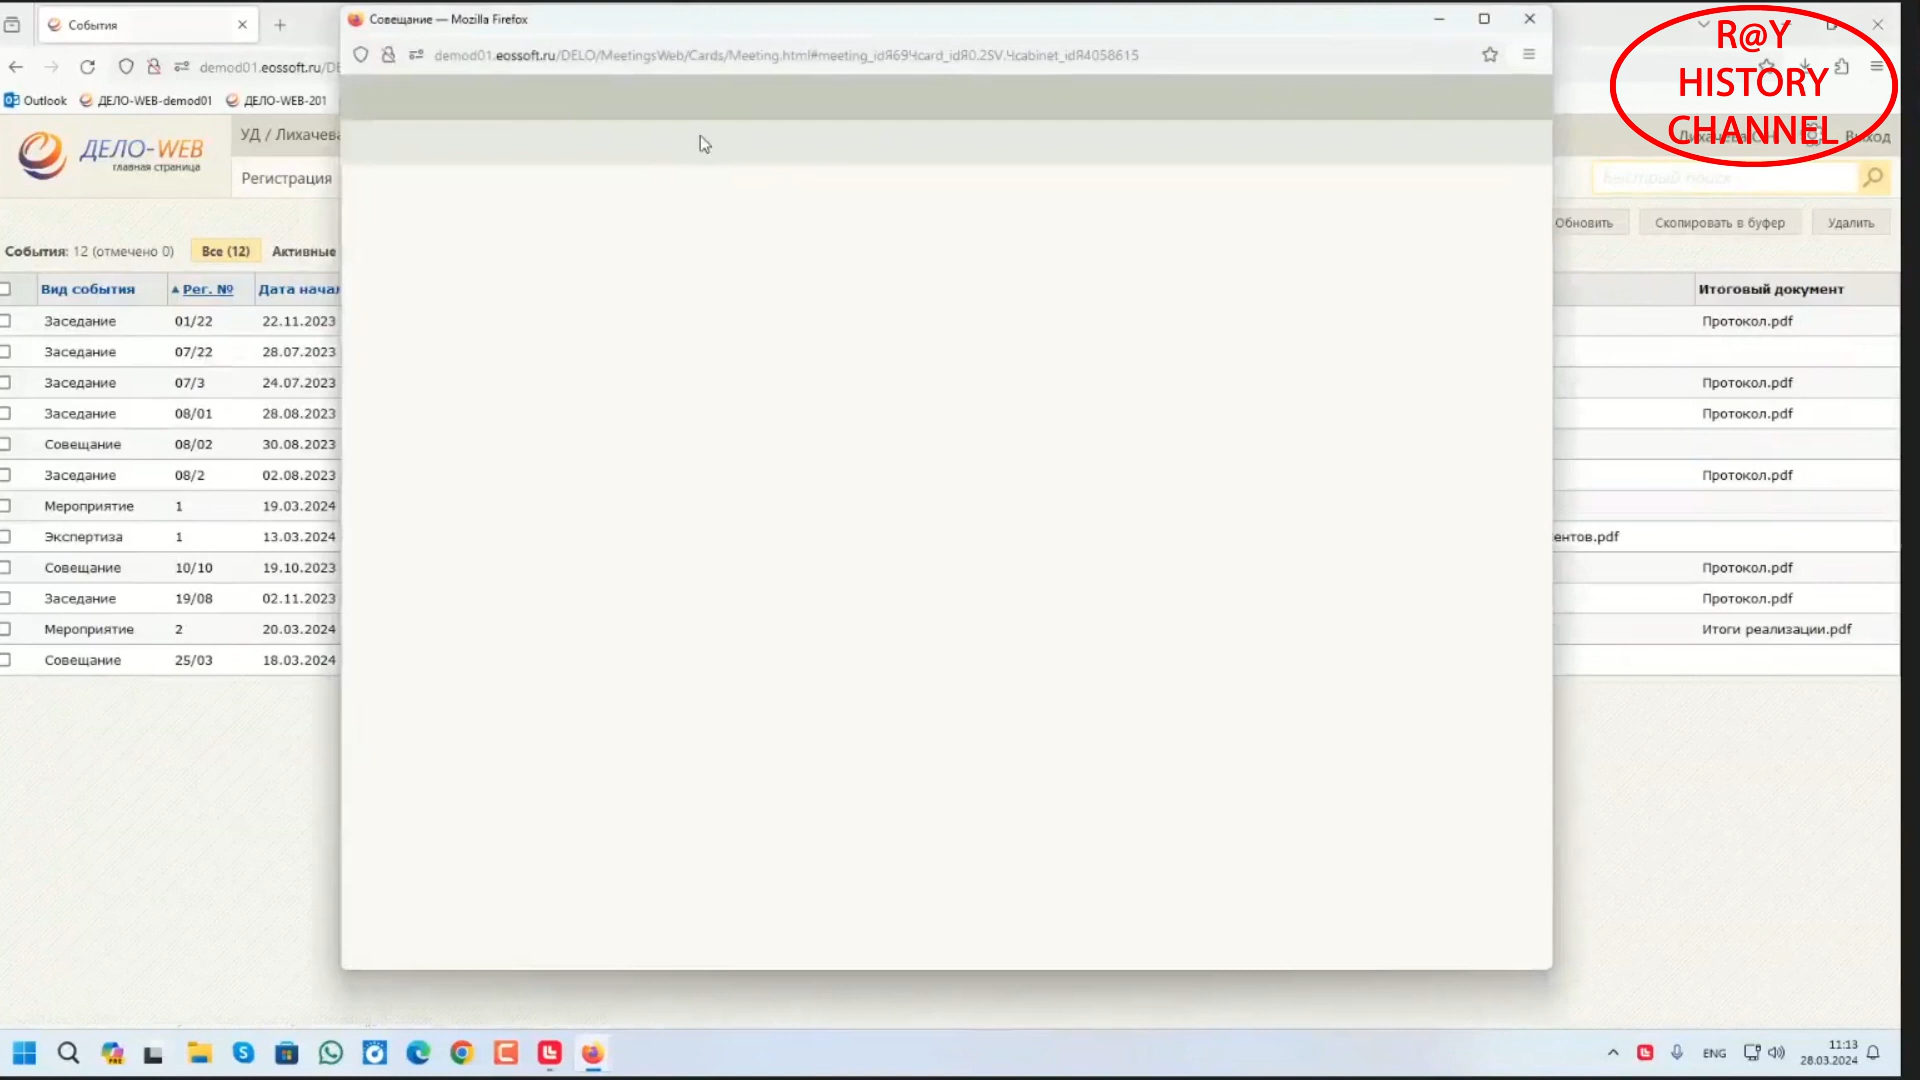 События
Совещание — Mozilla Firefox
demod01.eossoft.ru/DE
demod01.eossoft.ru/DELO/MeetingsWeb/Cards/Meeting.html#meeting_idЯ69Чcard_idЯ0.2SV.Чcabinet_idЯ4058615
R@Y
HISTORY
CHANNEL
Outlook ДЕЛО-WEB-demod01 ДЕЛО-WEB-201
ДЕЛО-WEB
главная страница
УД / Лихачева
Лихачева Выход
Регистрация
Быстрый поиск
Обновить Скопировать в буфер Удалить
События: 12 (отмечено 0) Все (12) Активные
Вид события Рег. № Дата начал Итоговый документ
Заседание 01/22 22.11.2023 Протокол.pdf
Заседание 07/22 28.07.2023
Заседание 07/3 24.07.2023 Протокол.pdf
Заседание 08/01 28.08.2023 Протокол.pdf
Совещание 08/02 30.08.2023
Заседание 08/2 02.08.2023 Протокол.pdf
Мероприятие 1 19.03.2024
Экспертиза 1 13.03.2024 ентов.pdf
Совещание 10/10 19.10.2023 Протокол.pdf
Заседание 19/08 02.11.2023 Протокол.pdf
Мероприятие 2 20.03.2024 Итоги реализации.pdf
Совещание 25/03 18.03.2024
ENG
11:13
28.03.2024